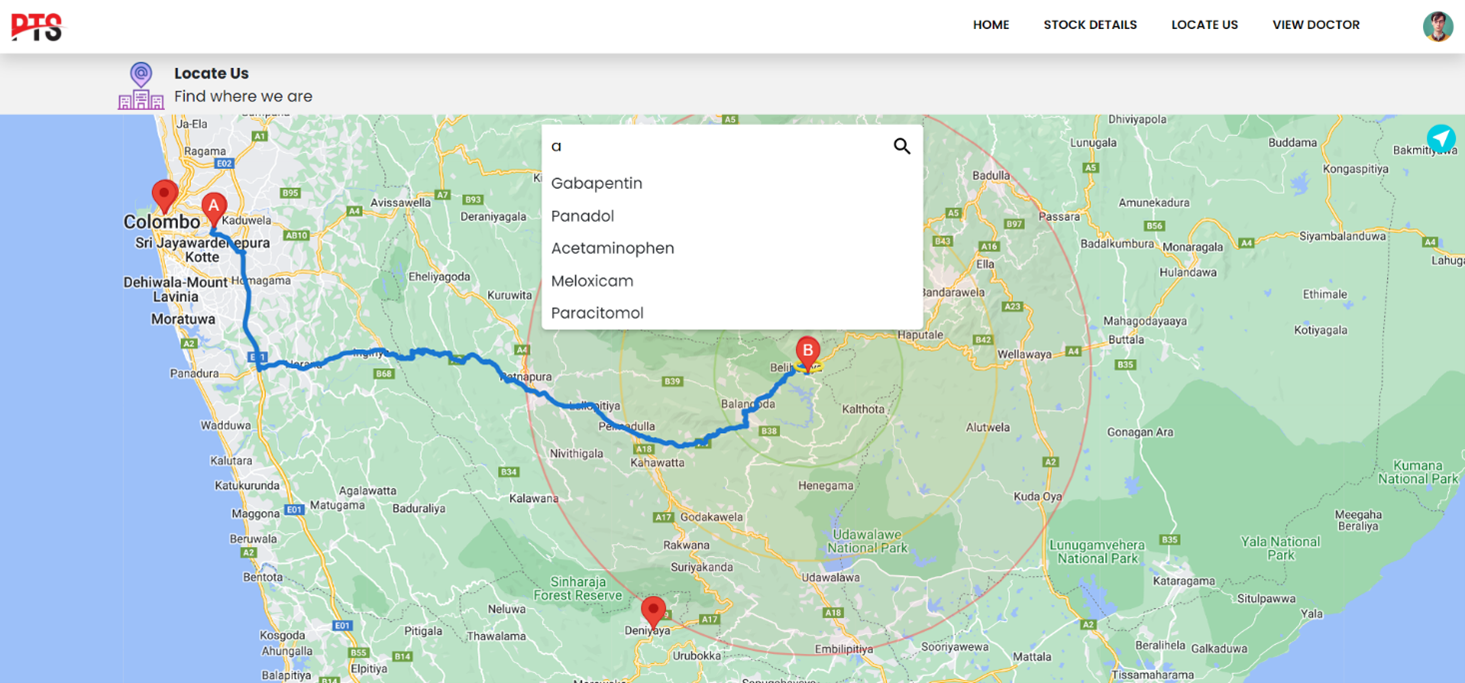 PTS
HOME STOCK DETAILS LOCATE US VIEW DOCTOR
Locate Us
Find where we are
a
Gabapentin
Panadol
Acetaminophen
Meloxicam
Paracitomol
Ja-Ela
A1
Ragama
E02
Colombo
A
Kaduwela
Sri Jayawardenepura
Kotte
Dehiwala-Mount
Lavinia
Homagama
Moratuwa
A2
Panadura
B95
A4
AB10
Avissawella
A7
B93
Deraniyagala
Eheliyagoda
Kuruwita
A4
B68
Ratnapura
B39
Pelmadulla
Balangoda
B38
Nivithigala
A18
Kahawatta
B
Kalthota
A5
Badulla
Lunugala
Dhiviyapola
A5
Buddama
Kongaspitiya
Passara
Amunekadura
B97
B56
A5
B43
A16
Ella
Badalkumbura
Monaragala
A4
Siyambalanduwa
A4
Hulandawa
Bandarawela
A23
Ethimale
Mahagodayaaya
Kotiyagala
Haputale
B42
Wellawaya
A4
Buttala
B35
Alutwela
Gonagan Ara
A2
Henegama
Kuda Oya
Kumana
National Park
Wadduwa
Kalutara
Katukurunda
Agalawatta
Matugama
Baduraliya
B34
Kalawana
Maggona
E01
Beruwala
A2
Bentota
A17
Godakawela
Rakwana
Suriyakanda
Udawalawe
National Park
Udawalawa
Lunugamvehera
National Park
B35
Meegaha
Beraliya
Yala National
Park
Kataragama
Situlpawwa
Yala
Sinharaja
Forest Reserve
Neluwa
Deniyaya
A17
A18
Embilipitiya
Sooriyawewa
A2
Mattala
Beralihela
Galkaduwa
Tissamaharama
Kosgoda
Ahungalla
E01
Pitigala
Thawalama
B55
B14
Elpitiya
Balapitiya
B14
Urubokka